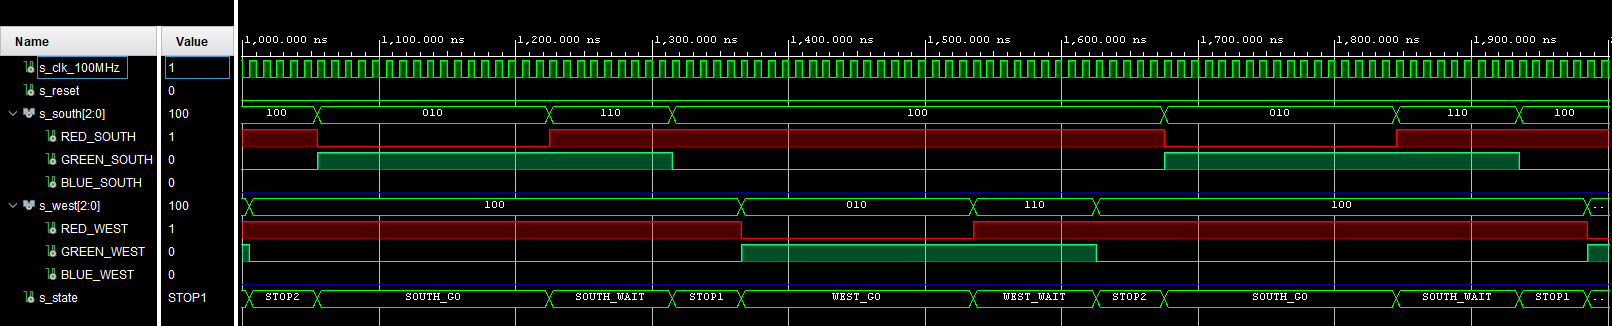 Name Value 1,000.000 ns 1,100.000 ns 1,200.000 ns 1,300.000 ns 1,400.000 ns 1,500.000 ns 1,600.000 ns 1,700.000 ns 1,800.000 ns 1,900.000 ns
s_clk_100MHz 1
s_reset 0
s_south[2:0] 100 100 010 110 100 010 110 100
RED_SOUTH 1
GREEN_SOUTH 0
BLUE_SOUTH 0
s_west[2:0] 100 100 010 110 100 ..
RED_WEST 1
GREEN_WEST 0
BLUE_WEST 0
s_state STOP1 STOP2 SOUTH_GO SOUTH_WAIT STOP1 WEST_GO WEST_WAIT STOP2 SOUTH_GO SOUTH_WAIT STOP1 ..